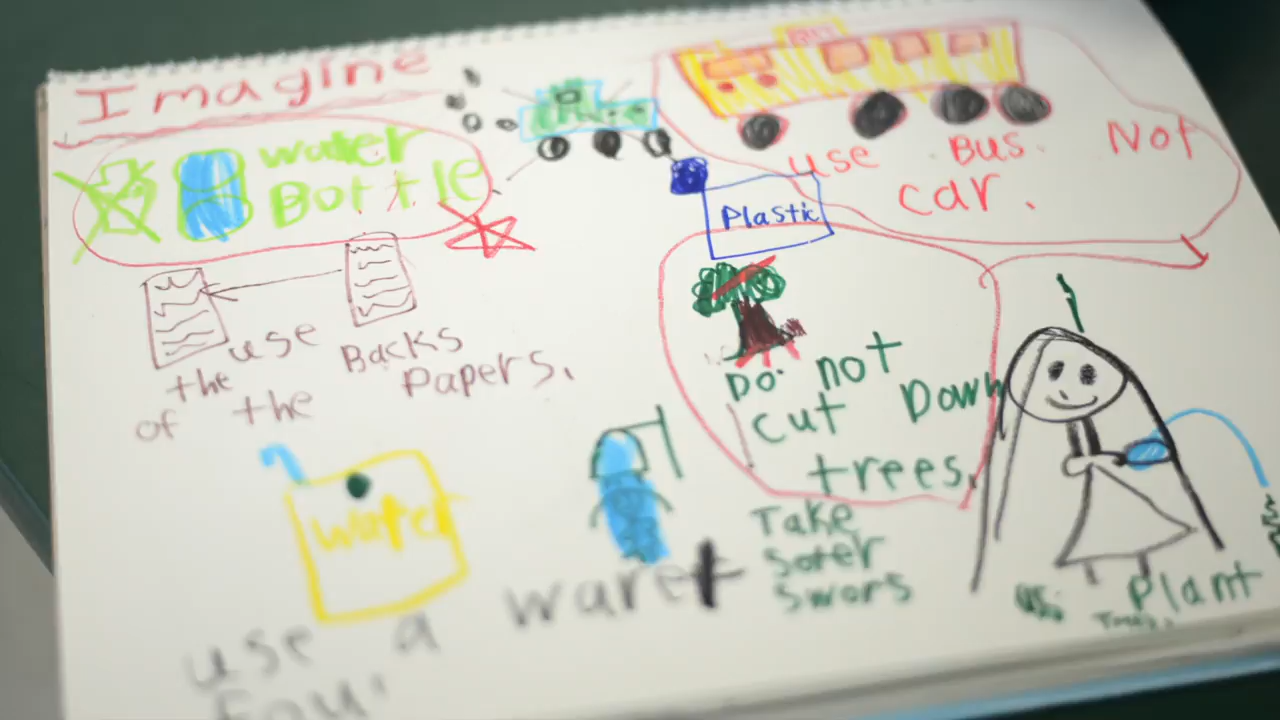 Imagine
water
Bottle
use Bus. Not
car.
Plastic
use Backs
the Papers.
of the
Do not
cut Down
trees.
water
waret
Take
Soter
Swors
Plant
use a